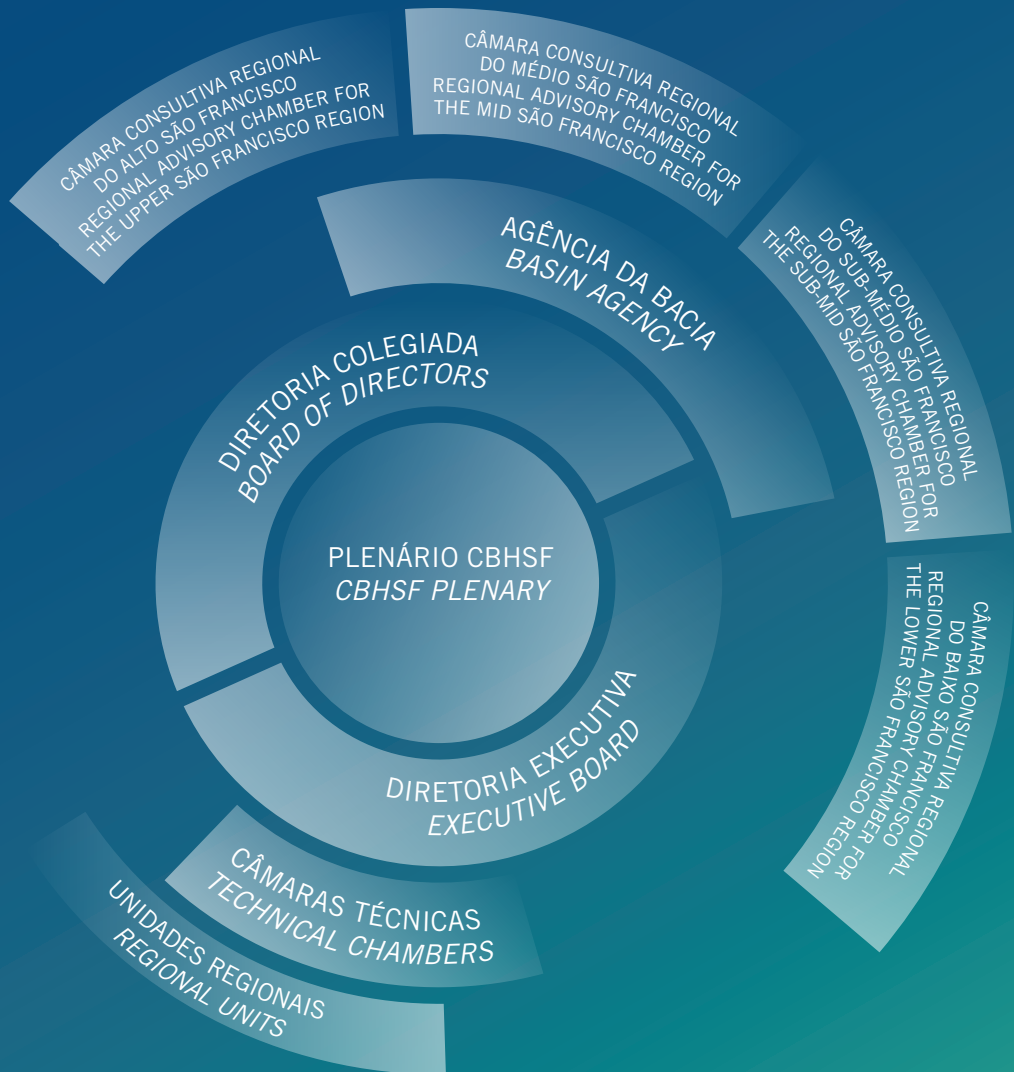 CÂMARA CONSULTIVA REGIONAL
DO ALTO SÃO FRANCISCO
REGIONAL ADVISORY CHAMBER FOR
THE UPPER SÃO FRANCISCO REGION
CÂMARA CONSULTIVA REGIONAL
DO MÉDIO SÃO FRANCISCO
REGIONAL ADVISORY CHAMBER FOR
THE MID SÃO FRANCISCO REGION
CÂMARA CONSULTIVA REGIONAL
DO SUB-MÉDIO SÃO FRANCISCO
REGIONAL ADVISORY CHAMBER FOR
THE SUB-MID SÃO FRANCISCO REGION
CÂMARA CONSULTIVA REGIONAL
DO BAIXO SÃO FRANCISCO
REGIONAL ADVISORY CHAMBER FOR
THE LOWER SÃO FRANCISCO REGION
AGÊNCIA DA BACIA
BASIN AGENCY
DIRETORIA COLEGIADA
BOARD OF DIRECTORS
PLENÁRIO CBHSF
CBHSF PLENARY
DIRETORIA EXECUTIVA
EXECUTIVE BOARD
CÂMARAS TÉCNICAS
TECHNICAL CHAMBERS
UNIDADES REGIONAIS
REGIONAL UNITS